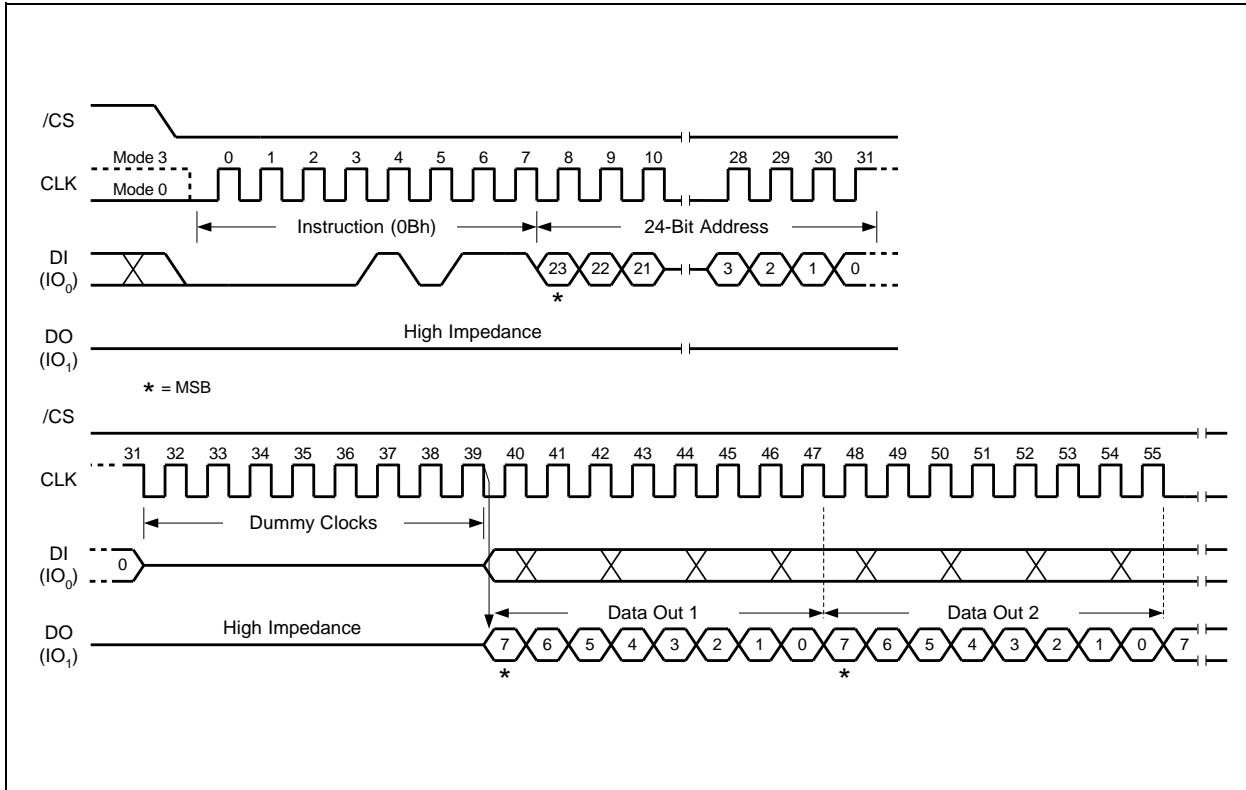 /CS
Mode 3 0 1 2 3 4 5 6 7 8 9 10 28 29 30 31
CLK
Mode 0
Instruction (0Bh) 24-Bit Address
DI
(IO0) 23 22 21 3 2 1 0
*
DO High Impedance
(IO1)
* = MSB
/CS
31 32 33 34 35 36 37 38 39 40 41 42 43 44 45 46 47 48 49 50 51 52 53 54 55
CLK
Dummy Clocks
DI
(IO0) 0
Data Out 1 Data Out 2
DO High Impedance
(IO1) 7 6 5 4 3 2 1 0 7 6 5 4 3 2 1 0 7
* *